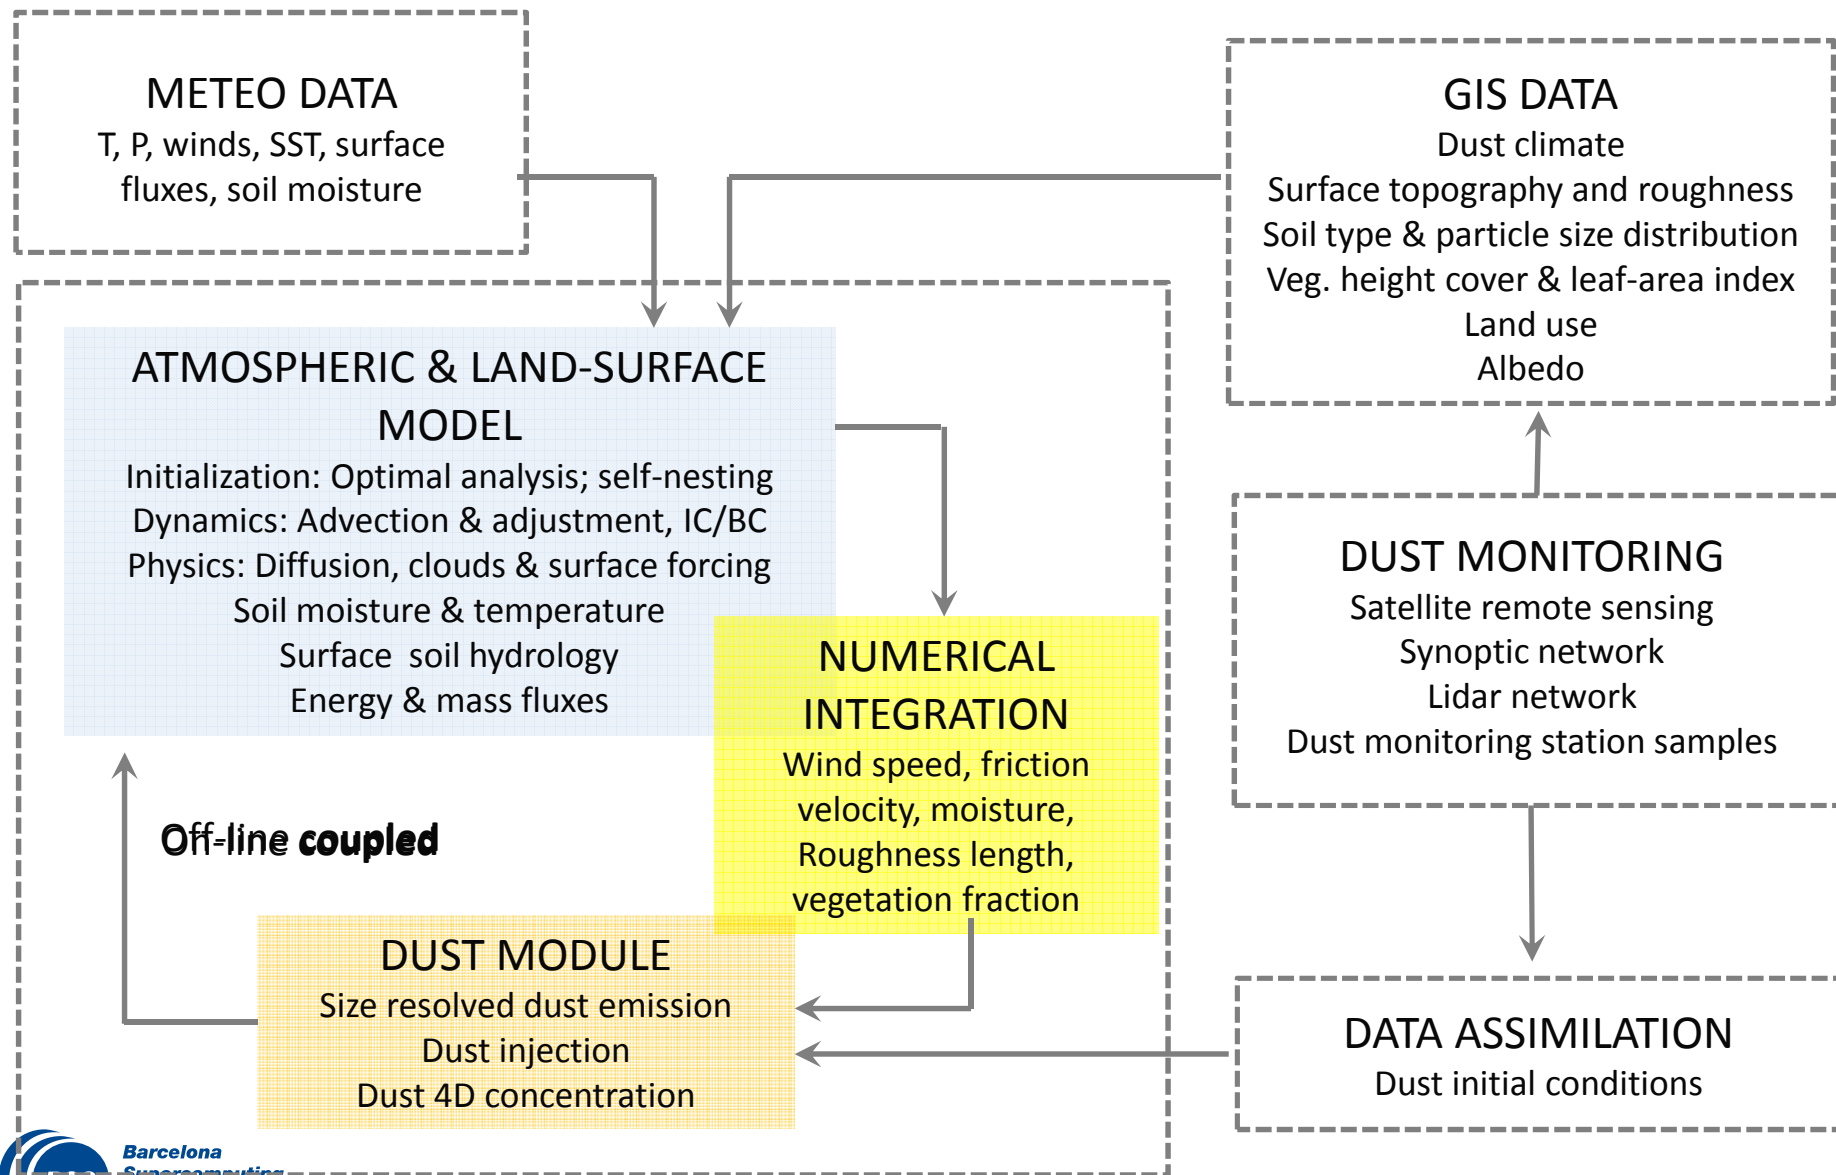 METEO DATA
T, P, winds, SST, surface
fluxes, soil moisture
GIS DATA
Dust climate
Surface topography and roughness
Soil type & particle size distribution
Veg. height cover & leaf-area index
Land use
Albedo
ATMOSPHERIC & LAND-SURFACE
MODEL
Initialization: Optimal analysis; self-nesting
Dynamics: Advection & adjustment, IC/BC
Physics: Diffusion, clouds & surface forcing
Soil moisture & temperature
Surface soil hydrology
Energy & mass fluxes
NUMERICAL
INTEGRATION
Wind speed, friction
velocity, moisture,
Roughness length,
vegetation fraction
DUST MONITORING
Satellite remote sensing
Synoptic network
Lidar network
Dust monitoring station samples
coupled
DUST MODULE
Size resolved dust emission
Dust injection
Dust 4D concentration
DATA ASSIMILATION
Dust initial conditions
Barcelona
Supercomputing